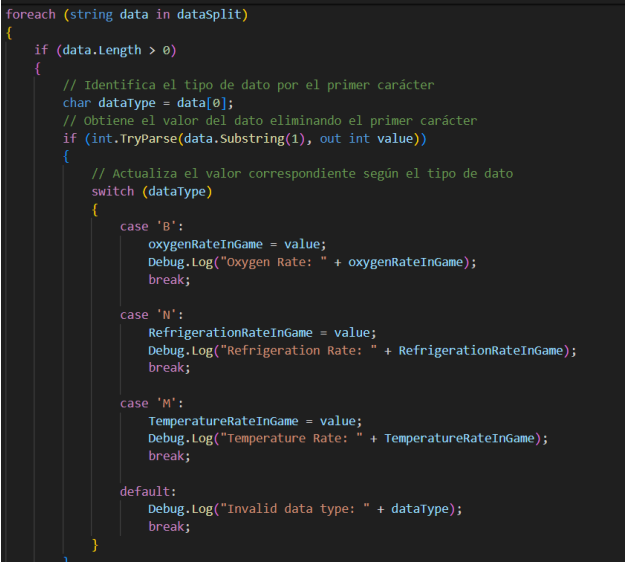 foreach (string data in dataSplit)
{
    if (data.Length > 0)
    {
        // Identifica el tipo de dato por el primer carácter
        char dataType = data[0];
        // Obtiene el valor del dato eliminando el primer carácter
        if (int.TryParse(data.Substring(1), out int value))
        {
            // Actualiza el valor correspondiente según el tipo de dato
            switch (dataType)
            {
                case 'B':
                    oxygenRateInGame = value;
                    Debug.Log("Oxygen Rate: " + oxygenRateInGame);
                    break;

                case 'N':
                    RefrigerationRateInGame = value;
                    Debug.Log("Refrigeration Rate: " + RefrigerationRateInGame);
                    break;

                case 'M':
                    TemperatureRateInGame = value;
                    Debug.Log("Temperature Rate: " + TemperatureRateInGame);
                    break;

                default:
                    Debug.Log("Invalid data type: " + dataType);
                    break;
            }
        }